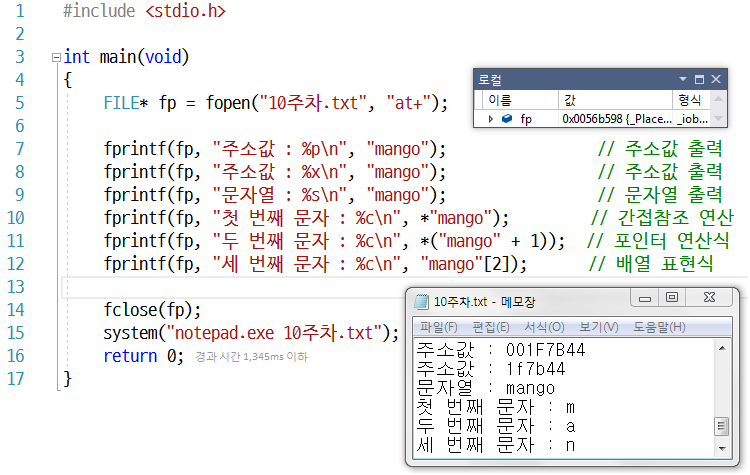 1 #include <stdio.h>
2
3 int main(void)
4 {
5 FILE* fp = fopen("10주차.txt", "at+");
6
7 fprintf(fp, "주소값 : %p\n", "mango"); // 주소값 출력
8 fprintf(fp, "주소값 : %x\n", "mango"); // 주소값 출력
9 fprintf(fp, "문자열 : %s\n", "mango"); // 문자열 출력
10 fprintf(fp, "첫 번째 문자 : %c\n", *"mango"); // 간접참조 연산
11 fprintf(fp, "두 번째 문자 : %c\n", *("mango" + 1)); // 포인터 연산식
12 fprintf(fp, "세 번째 문자 : %c\n", "mango"[2]); // 배열 표현식
13
14 fclose(fp);
15 system("notepad.exe 10주차.txt");
16 return 0; 경과 시간 1,345ms 이하
17 }
로컬
이름 값 형식
fp 0x0056b598 {_Place... _iob...
10주차.txt - 메모장
파일(F) 편집(E) 서식(O) 보기(V) 도움말(H)
주소값 : 001F7B44
주소값 : 1f7b44
문자열 : mango
첫 번째 문자 : m
두 번째 문자 : a
세 번째 문자 : n